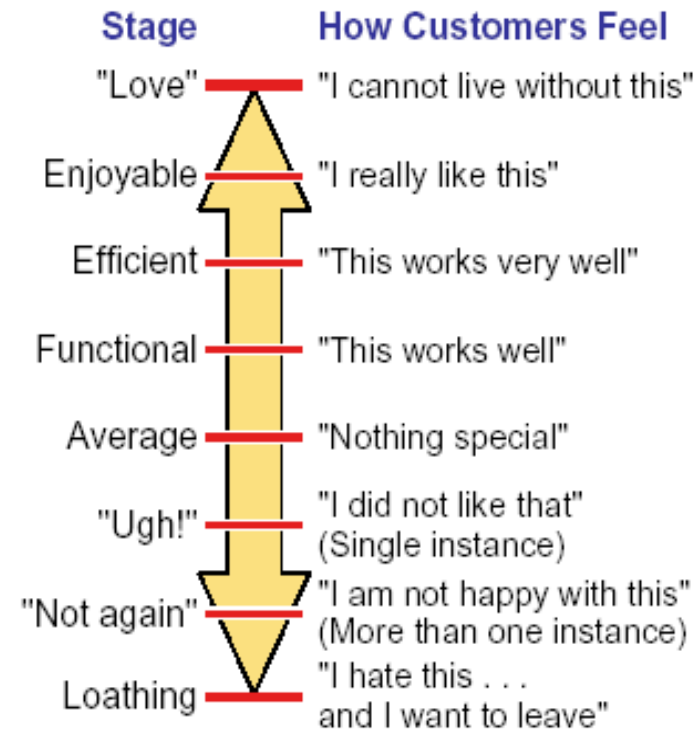 Stage How Customers Feel
"Love" "I cannot live without this"
Enjoyable "I really like this"
Efficient "This works very well"
Functional "This works well"
Average "Nothing special"
"Ugh!" "I did not like that"
(Single instance)
"Not again" "I am not happy with this"
(More than one instance)
Loathing "I hate this . . .
and I want to leave"